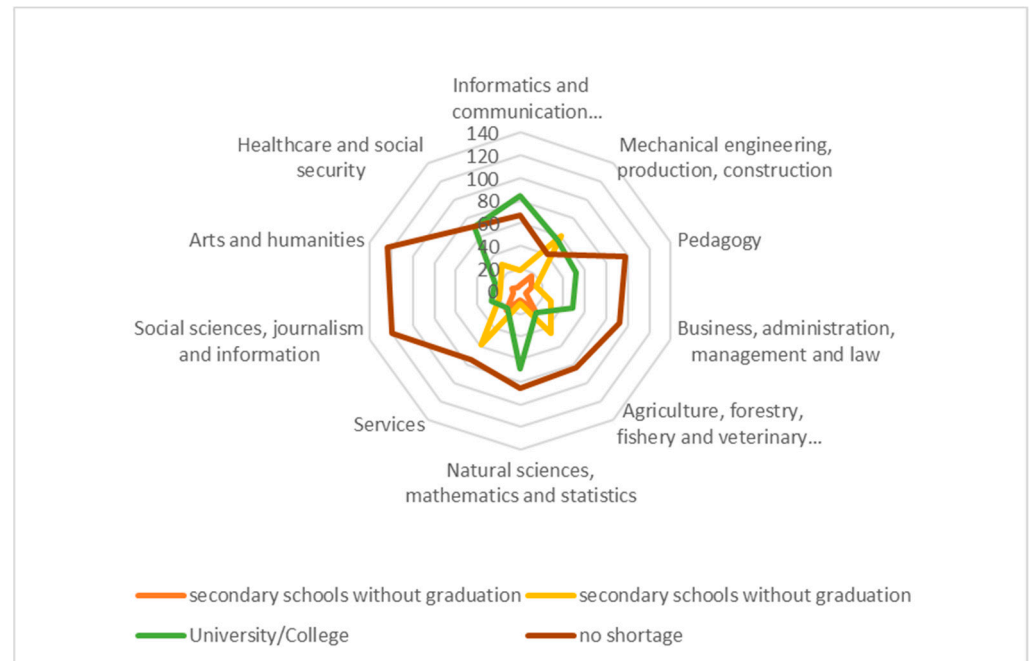 Informatics and
communication...
140
120
100
80
60
40
20
0
Mechanical engineering,
production, construction
Pedagogy
Business, administration,
management and law
Agriculture, forestry,
fishery and veterinary...
Natural sciences,
mathematics and statistics
Services
Social sciences, journalism
and information
Arts and humanities
Healthcare and social
security
secondary schools without graduation
secondary schools without graduation
University/College
no shortage